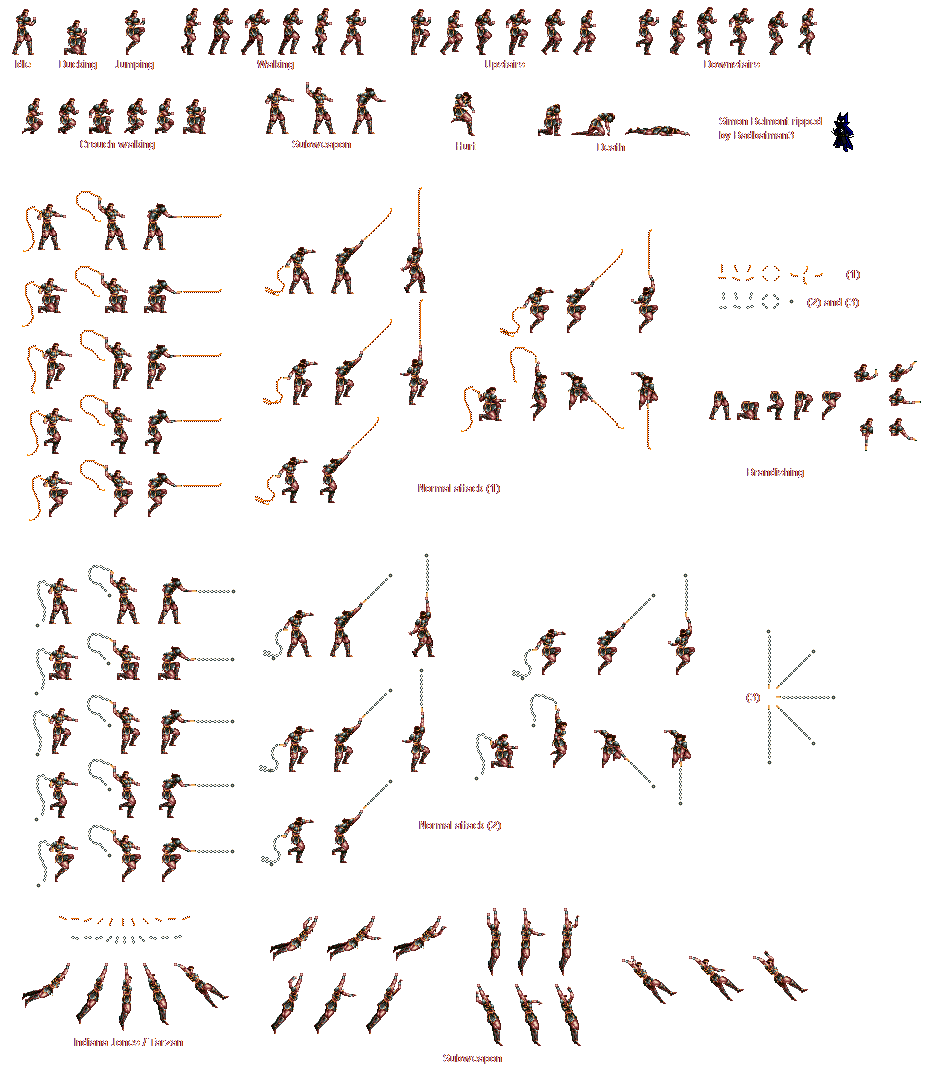 Idle
Ducking
Jumping
Walking
Upstairs
Downstairs
Crouch walking
Subweapon
Hurt
Death
Simon Belmont ripped
by Badbatman3
(1)
(2) and (3)
Brandishing
Normal attack (1)
(3)
Normal attack (2)
Indiana Jones / Tarzan
Subweapon